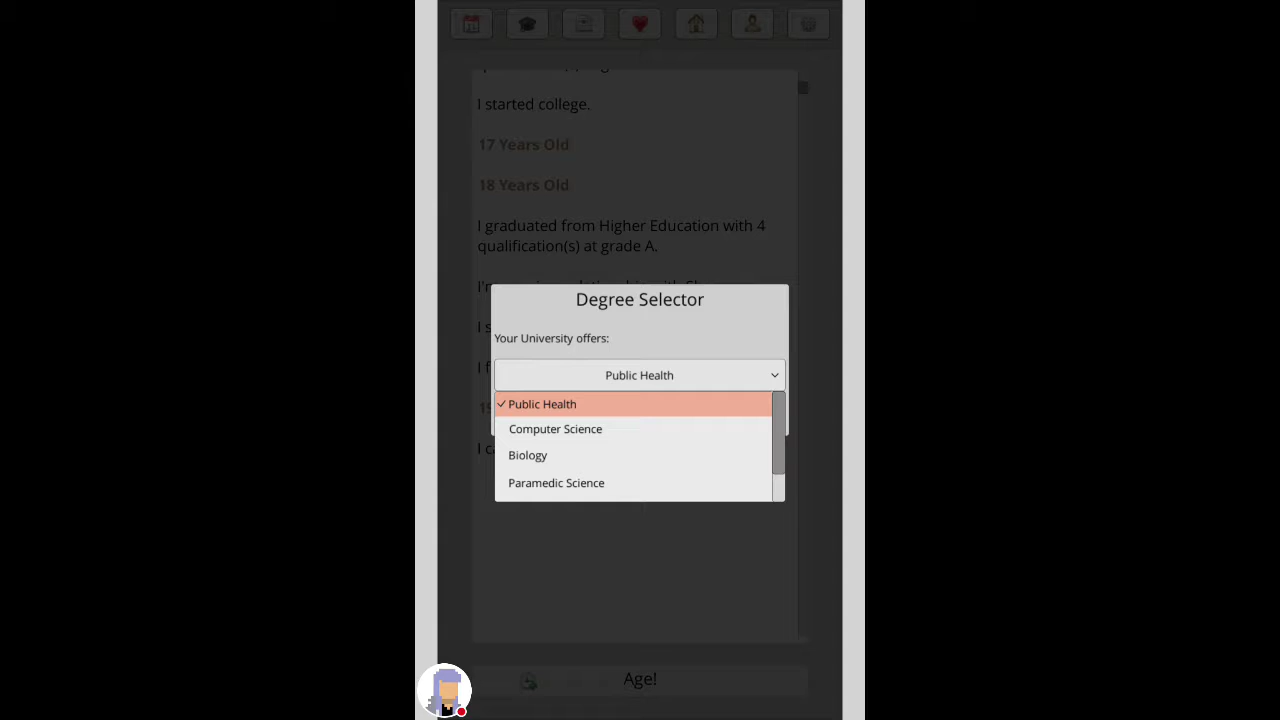 I started college.
17 Years Old
18 Years Old
I graduated from Higher Education with 4
qualification(s) at grade A.
Degree Selector
Your University offers:
Public Health
Public Health
Computer Science
Biology
Paramedic Science
Age!